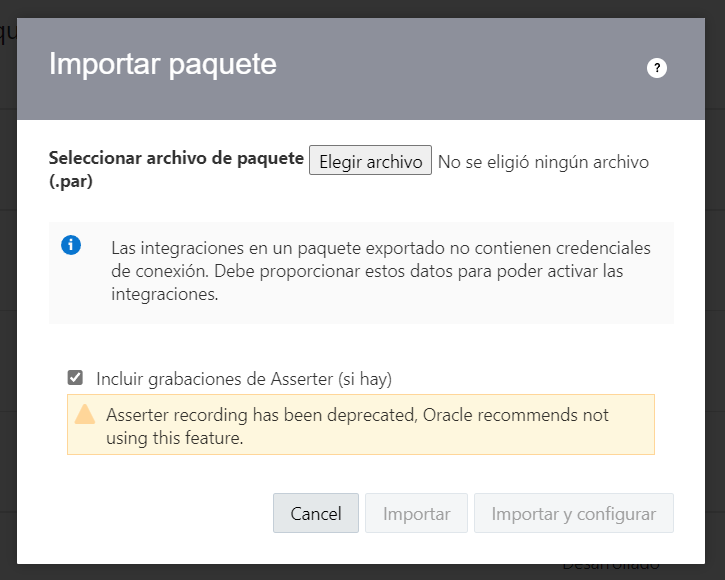 Importar paquete
?
Seleccionar archivo de paquete Elegir archivo No se eligió ningún archivo
(.par)
Las integraciones en un paquete exportado no contienen credenciales
de conexión. Debe proporcionar estos datos para poder activar las
integraciones.
Incluir grabaciones de Asserter (si hay)
Asserter recording has been deprecated, Oracle recommends not
using this feature.
Cancel Importar Importar y configurar
Desarrollado